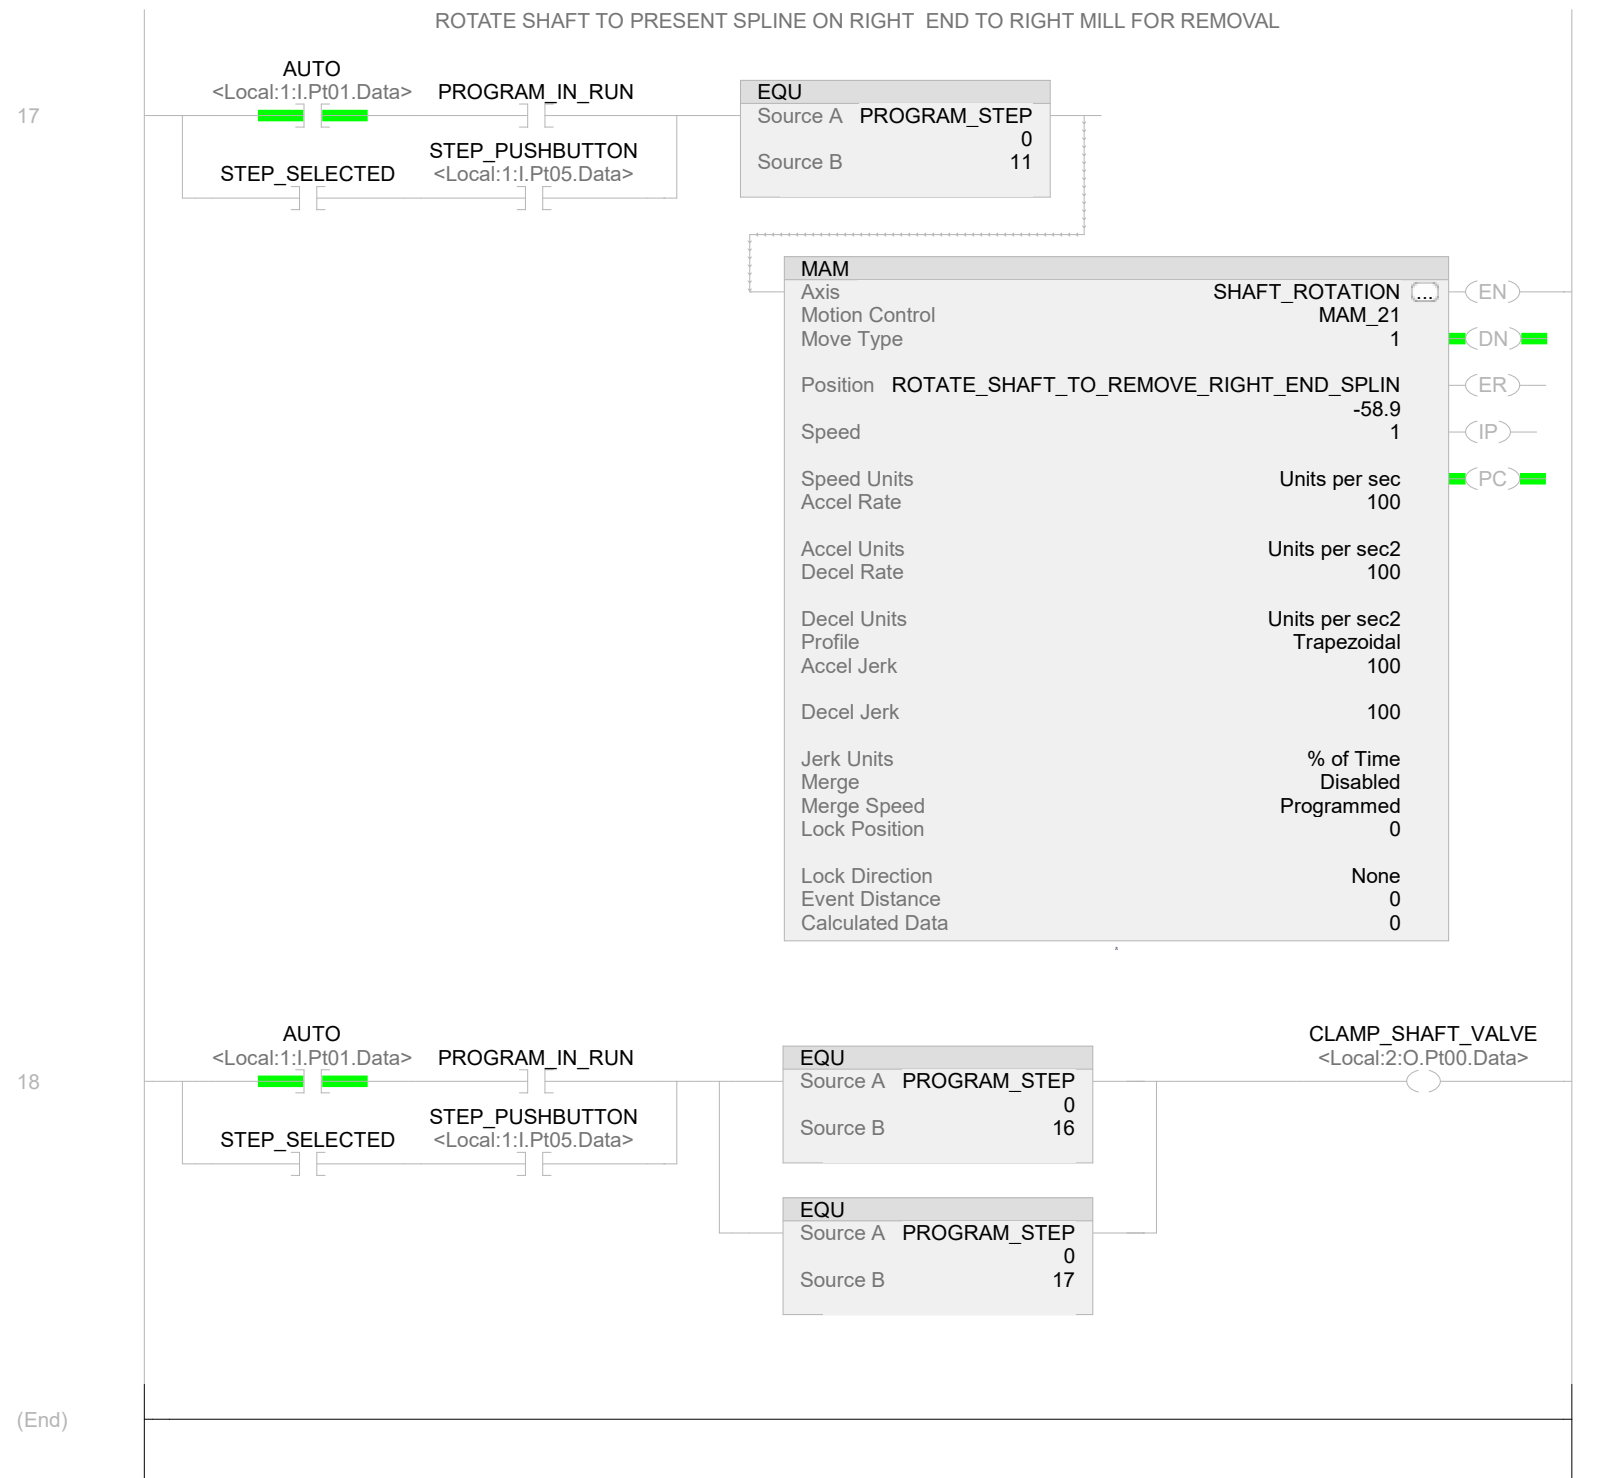 ROTATE SHAFT TO PRESENT SPLINE ON RIGHT  END TO RIGHT MILL FOR REMOVAL
17
AUTO
<Local:1:I.Pt01.Data>
PROGRAM_IN_RUN
STEP_SELECTED
STEP_PUSHBUTTON
<Local:1:I.Pt05.Data>
EQU
Source A PROGRAM_STEP
0
Source B 11
MAM
Axis SHAFT_ROTATION ...
Motion Control MAM_21
Move Type 1
Position ROTATE_SHAFT_TO_REMOVE_RIGHT_END_SPLIN
-58.9
Speed 1
Speed Units Units per sec
Accel Rate 100
Accel Units Units per sec2
Decel Rate 100
Decel Units Units per sec2
Profile Trapezoidal
Accel Jerk 100
Decel Jerk 100
Jerk Units % of Time
Merge Disabled
Merge Speed Programmed
Lock Position 0
Lock Direction None
Event Distance 0
Calculated Data 0
EN
DN
ER
IP
PC
18
AUTO
<Local:1:I.Pt01.Data>
PROGRAM_IN_RUN
STEP_SELECTED
STEP_PUSHBUTTON
<Local:1:I.Pt05.Data>
EQU
Source A PROGRAM_STEP
0
Source B 16
EQU
Source A PROGRAM_STEP
0
Source B 17
CLAMP_SHAFT_VALVE
<Local:2:O.Pt00.Data>
(End)